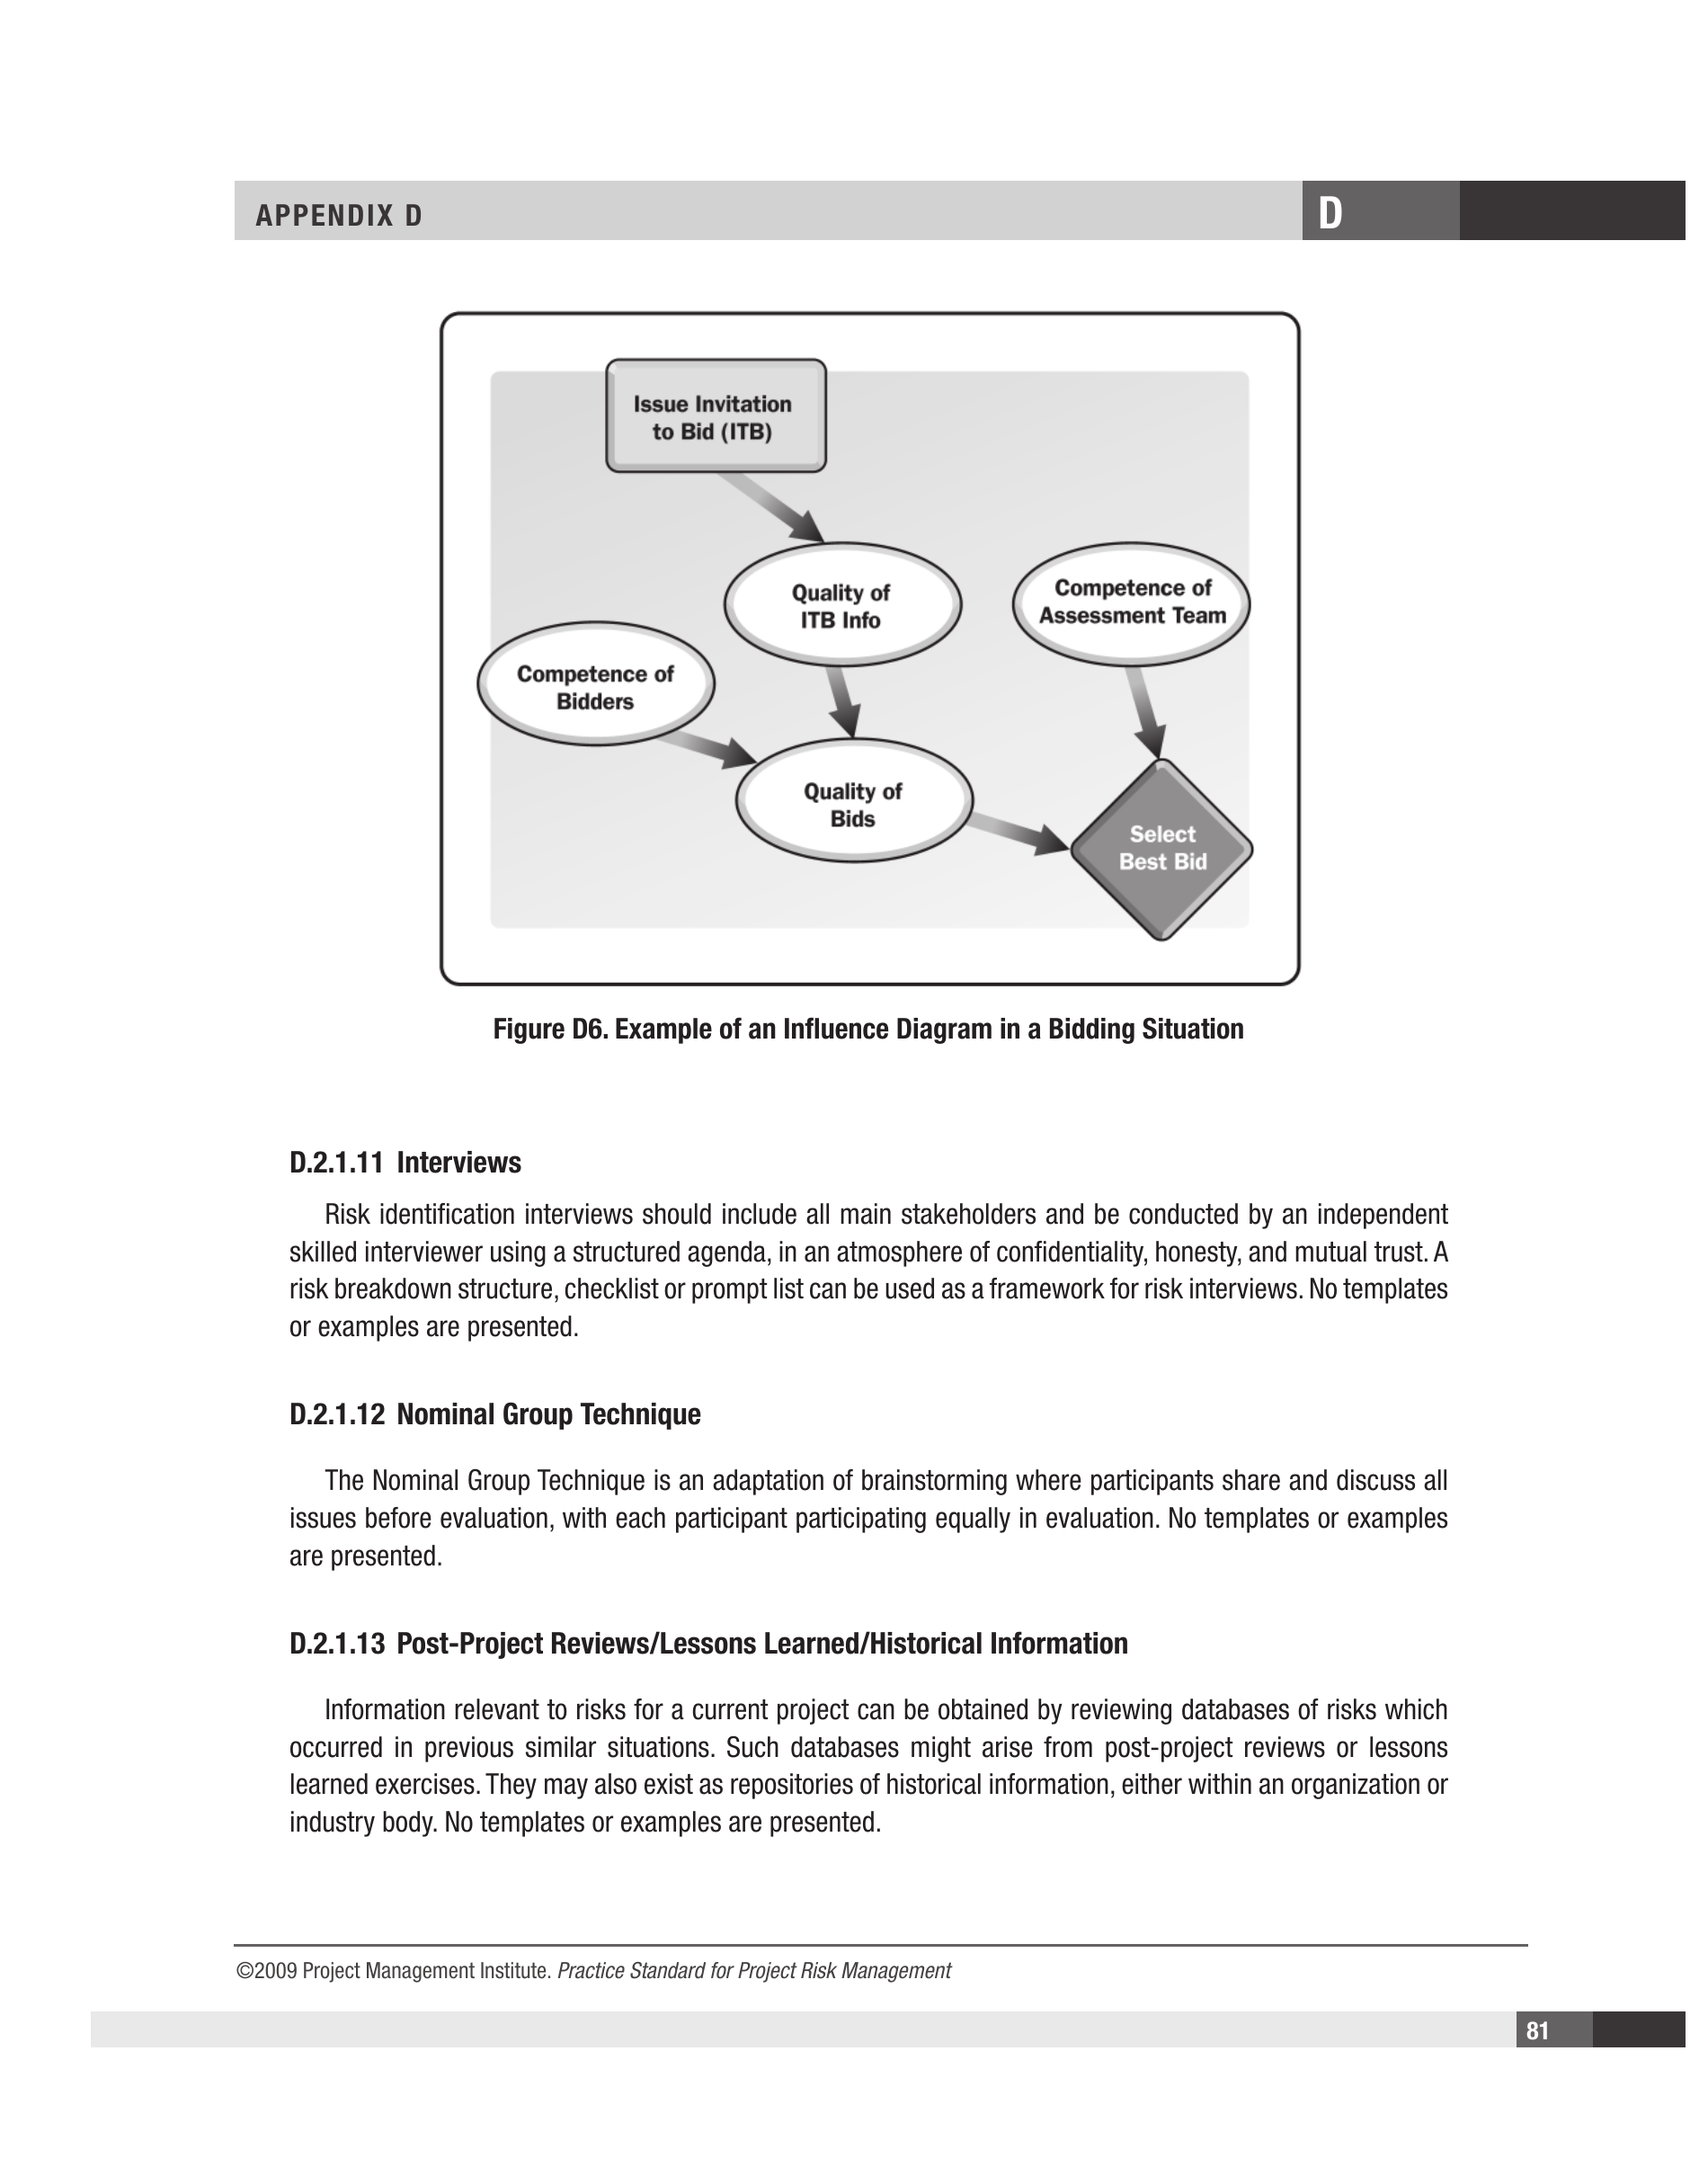 APPENDIX D
D
Issue Invitation
to Bid (ITB)
Quality of
ITB Info
Competence of
Assessment Team
Competence of
Bidders
Quality of
Bids
Select
Best Bid
Figure D6. Example of an Influence Diagram in a Bidding Situation
D.2.1.11 Interviews
Risk identification interviews should include all main stakeholders and be conducted by an independent
skilled interviewer using a structured agenda, in an atmosphere of confidentiality, honesty, and mutual trust. A
risk breakdown structure, checklist or prompt list can be used as a framework for risk interviews. No templates
or examples are presented.
D.2.1.12 Nominal Group Technique
The Nominal Group Technique is an adaptation of brainstorming where participants share and discuss all
issues before evaluation, with each participant participating equally in evaluation. No templates or examples
are presented.
D.2.1.13 Post-Project Reviews/Lessons Learned/Historical Information
Information relevant to risks for a current project can be obtained by reviewing databases of risks which
occurred in previous similar situations. Such databases might arise from post-project reviews or lessons
learned exercises. They may also exist as repositories of historical information, either within an organization or
industry body. No templates or examples are presented.
©2009 Project Management Institute. Practice Standard for Project Risk Management
81